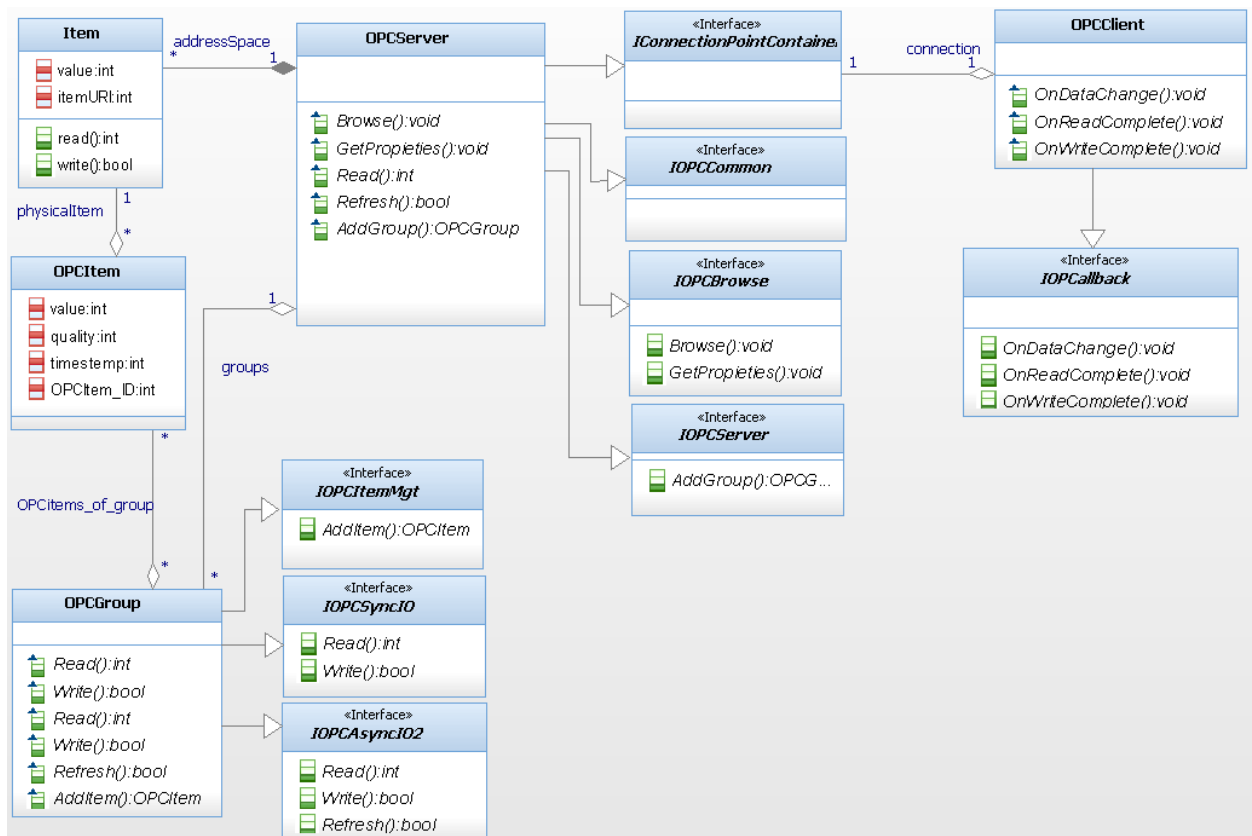 Item
value:int
itemURI:int
read():int
write():bool
addressSpace
*
1
OPCServer
Browse():void
GetPropieties():void
Read():int
Refresh():bool
AddGroup():OPCGroup
«Interface»
IConnectionPointContainer
«Interface»
IOPCCommon
«Interface»
IOPCBrowse
Browse():void
GetPropieties():void
«Interface»
IOPCServer
AddGroup():OPCG...
connection
1
1
OPCClient
OnDataChange():void
OnReadComplete():void
OnWriteComplete():void
«Interface»
IOPCallback
OnDataChange():void
OnReadComplete():void
OnWriteComplete():void
physicalItem
1
*
OPCItem
value:int
quality:int
timestemp:int
OPCItem_ID:int
1
groups
*
*
OPCitems_of_group
*
OPCGroup
Read():int
Write():bool
Read():int
Write():bool
Refresh():bool
AddItem():OPCItem
«Interface»
IOPCItemMgt
AddItem():OPCItem
«Interface»
IOPCSyncIO
Read():int
Write():bool
«Interface»
IOPCAsyncIO2
Read():int
Write():bool
Refresh():bool